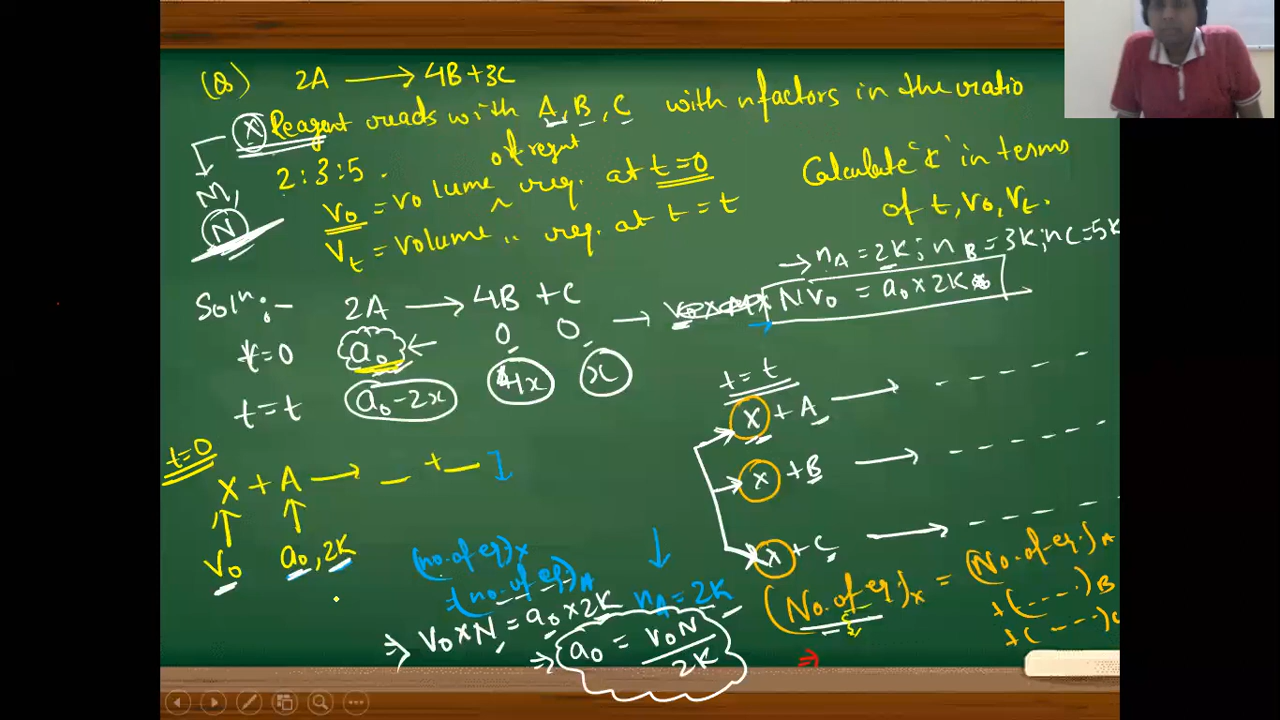 (Q) 2A → 4B+3C
(X) Reagent reacts with A, B, C with n factors in the ratio
2:3:5.
M,
N
V₀ = volume of regnt req. at t=0
Vt = volume " req. at t=t
Calculate 'k' in terms
of t, V₀, Vt.
Solⁿ:-
2A → 4B + C
→ nA = 2K ; nB = 3K ; nC = 5K
t=0 a₀ ← 0 0 → NV₀ = a₀ × 2K
t=t a₀-2x 4x x
t=0
X + A → _ + _
V₀ a₀, 2K
(no. of eq)x
=(no. of eq.)A
nA = 2K
⇒ V₀×N = a₀×2K
⇒ a₀ = V₀N/2K
t=t
X + A → - - - -
X + B → - - - -
X + C → - - - -
(No. of eq)x = (No. of eq.)A
+(- - - -)B
+(- - - -)C
⇒